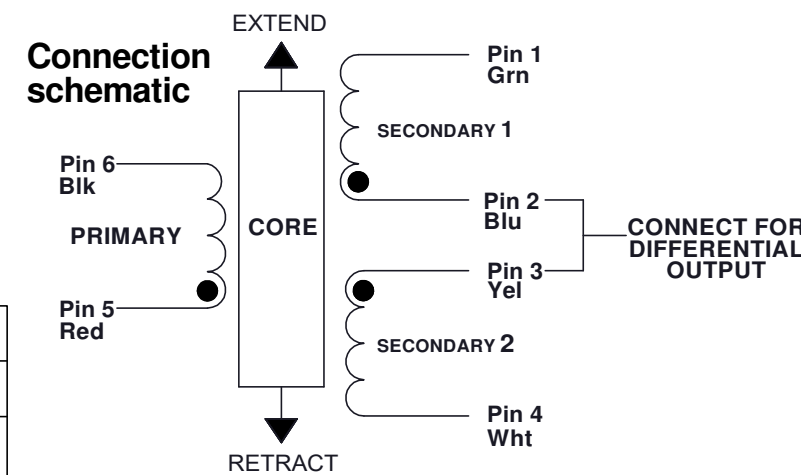 EXTEND
Connection
schematic
Pin 1
Grn
SECONDARY 1
Pin 6
Blk
PRIMARY
CORE
Pin 2
Blu
CONNECT FOR
DIFFERENTIAL
OUTPUT
Pin 3
Yel
Pin 5
Red
SECONDARY 2
Pin 4
Wht
RETRACT